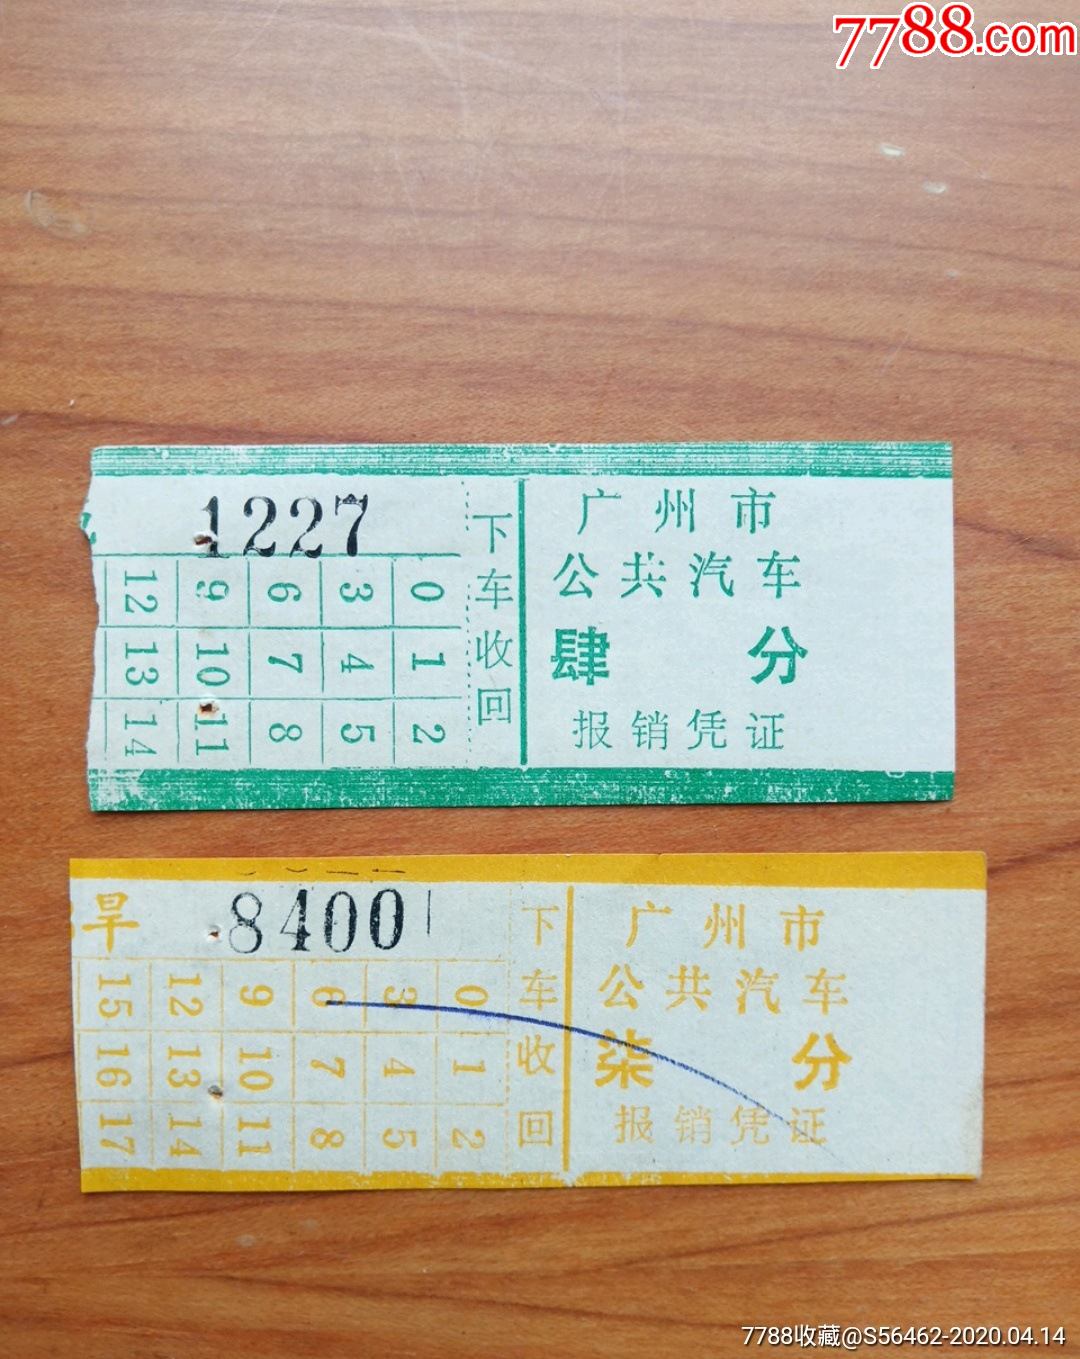 7788.com
1227
下车收回
0 3 6 9 12
1 4 7 10 13
2 5 8 11 14
广州市
公共汽车
肆分
报销凭证
旱
8400
下车收回
0 3 6 9 12 15
1 4 7 10 13 16
2 5 8 11 14 17
广州市
公共汽车
柒分
报销凭证
7788收藏@S56462-2020.04.14